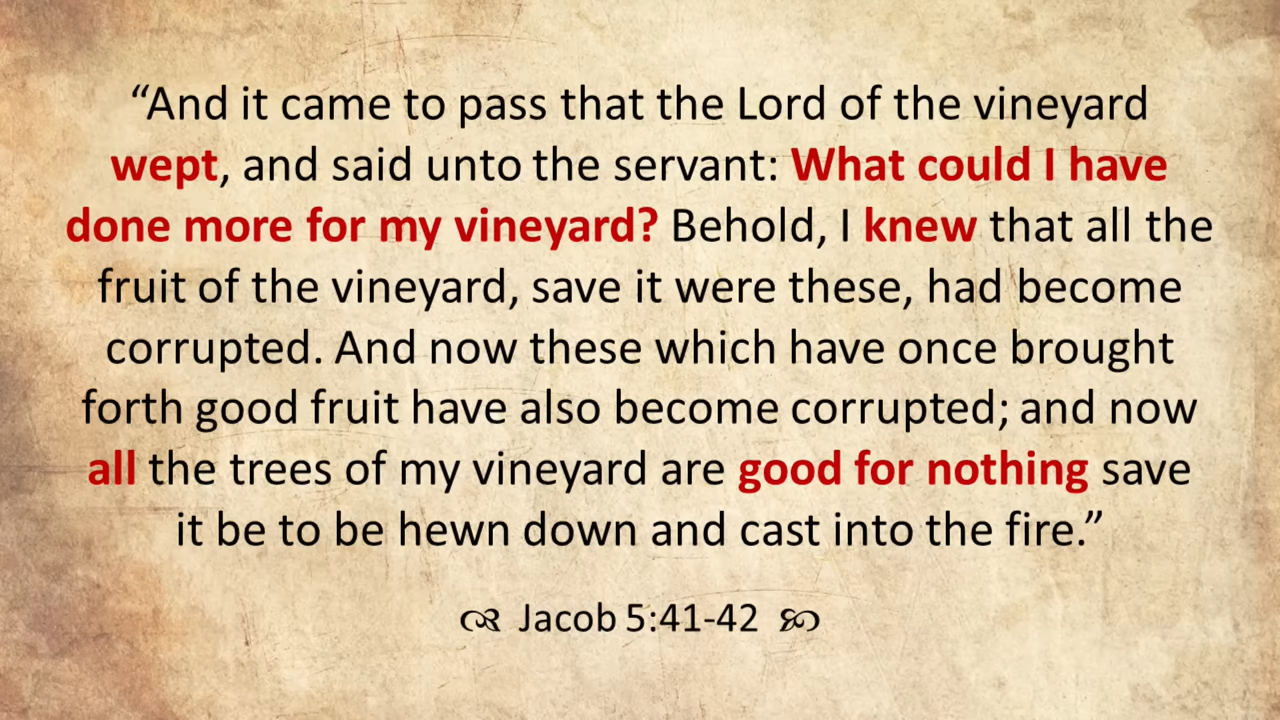 “And it came to pass that the Lord of the vineyard
wept, and said unto the servant: What could I have
done more for my vineyard? Behold, I knew that all the
fruit of the vineyard, save it were these, had become
corrupted. And now these which have once brought
forth good fruit have also become corrupted; and now
all the trees of my vineyard are good for nothing save
it be to be hewn down and cast into the fire.”
Jacob 5:41-42